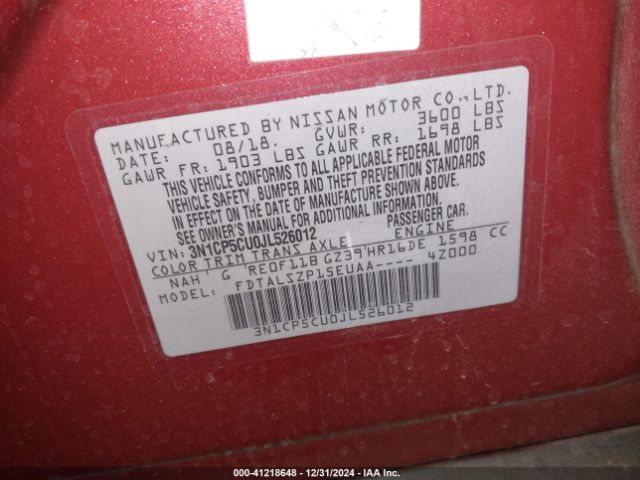 MANUFACTURED BY NISSAN MOTOR CO., LTD.
DATE: 08/18. GVWR: 3600 LBS
GAWR FR: 1903 LBS GAWR RR: 1698 LBS
THIS VEHICLE CONFORMS TO ALL APPLICABLE FEDERAL MOTOR
VEHICLE SAFETY, BUMPER AND THEFT PREVENTION STANDARDS
IN EFFECT ON THE DATE OF MANUFACTURE SHOWN ABOVE.
SEE OWNER'S MANUAL FOR ADDITIONAL INFORMATION.
VIN: 3N1CP5CU0JL526012 PASSENGER CAR.
COLOR TRIM TRANS AXLE ENGINE
NAH G RE0F11B GZ39 HR16DE 1598 CC
MODEL: FDTALSZP15EUAA---- 4Z000
3N1CP5CU0JL526012
000-41218648 - 12/31/2024 - IAA Inc.